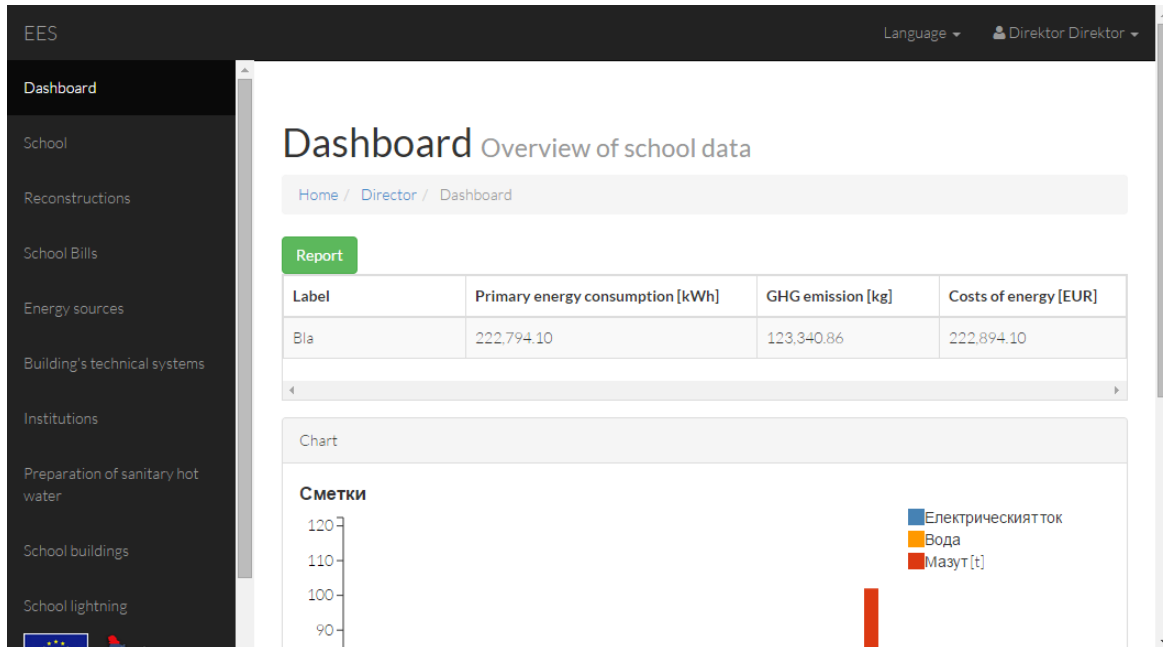 EES
Language
Direktor Direktor
Dashboard
School
Reconstructions
School Bills
Energy sources
Building's technical systems
Institutions
Preparation of sanitary hot
water
School buildings
School lightning
Dashboard Overview of school data
Home / Director / Dashboard
Report
Label Primary energy consumption [kWh] GHG emission [kg] Costs of energy [EUR]
Bla 222,794.10 123,340.86 222,894.10
Chart
Сметки
120
110
100
90
Електрическият ток
Вода
Мазут [t]